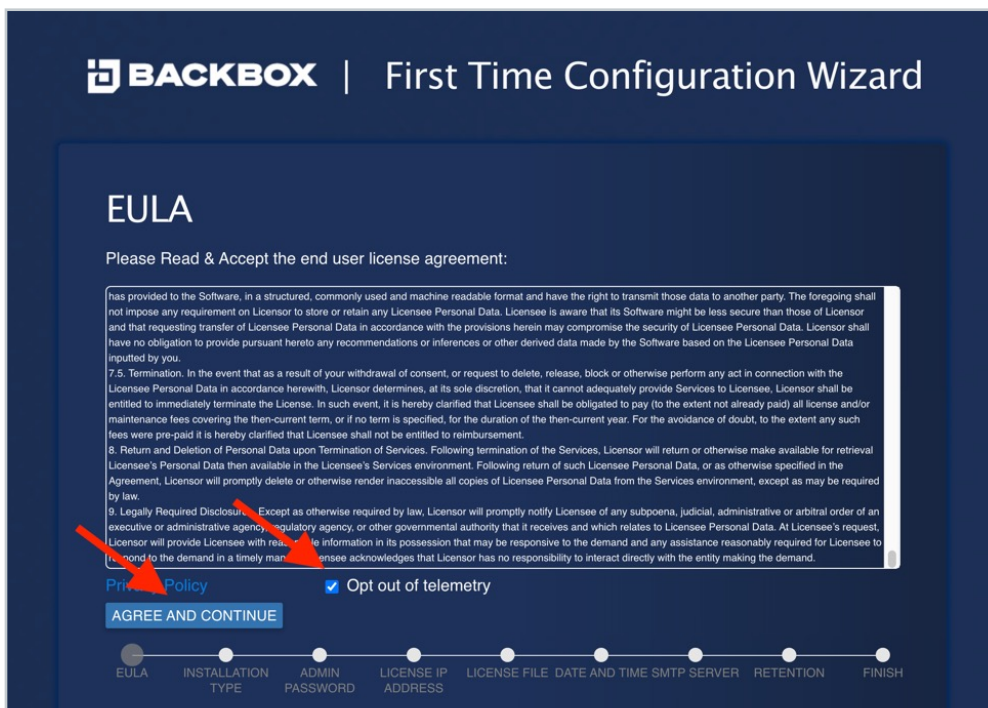 BACKBOX | First Time Configuration Wizard
EULA
Please Read & Accept the end user license agreement:
has provided to the Software, in a structured, commonly used and machine readable format and have the right to transmit those data to another party. The foregoing shall
not impose any requirement on Licensor to store or retain any Licensee Personal Data. Licensee is aware that its Software might be less secure than those of Licensor
and that requesting transfer of Licensee Personal Data in accordance with the provisions herein may compromise the security of Licensee Personal Data. Licensor shall
have no obligation to provide pursuant hereto any recommendations or inferences or other derived data made by the Software based on the Licensee Personal Data
inputted by you.
7.5. Termination. In the event that as a result of your withdrawal of consent, or request to delete, release, block or otherwise perform any act in connection with the
Licensee Personal Data in accordance herewith, Licensor determines, at its sole discretion, that it cannot adequately provide Services to Licensee, Licensor shall be
entitled to immediately terminate the License. In such event, it is hereby clarified that Licensee shall be obligated to pay (to the extent not already paid) all license and/or
maintenance fees covering the then-current term, or if no term is specified, for the duration of the then-current year. For the avoidance of doubt, to the extent any such
fees were pre-paid it is hereby clarified that Licensee shall not be entitled to reimbursement.
8. Return and Deletion of Personal Data upon Termination of Services. Following termination of the Services, Licensor will return or otherwise make available for retrieval
Licensee's Personal Data then available in the Licensee's Services environment. Following return of such Licensee Personal Data, or as otherwise specified in the
Agreement, Licensor will promptly delete or otherwise render inaccessible all copies of Licensee Personal Data from the Services environment, except as may be required
by law.
9. Legally Required Disclosur Except as otherwise required by law, Licensor will promptly notify Licensee of any subpoena, judicial, administrative or arbitral order of an
executive or administrative agency, regulatory agency, or other governmental authority that it receives and which relates to Licensee Personal Data. At Licensee's request,
Licensor will provide Licensee with information in its possession that may be responsive to the demand and any assistance reasonably required for Licensee to
respond to the demand in a timely acknowledges that Licensor has no responsibility to interact directly with the entity making the demand.
Privacy Policy
Opt out of telemetry
AGREE AND CONTINUE
EULA
INSTALLATION
TYPE
ADMIN
PASSWORD
LICENSE IP
ADDRESS
LICENSE FILE
DATE AND TIME
SMTP SERVER
RETENTION
FINISH